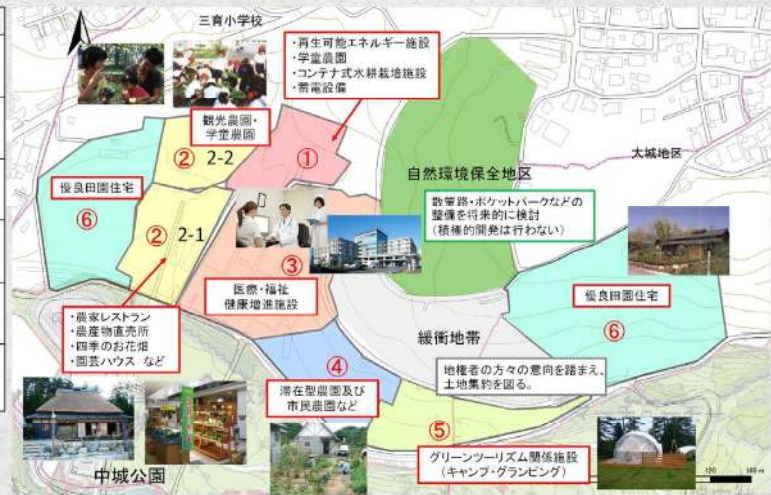 三育小学校
・再生可能エネルギー施設
・学童農園
・コンテナ式水耕栽培施設
・蓄電設備
観光農園・
学童農園
①
② 2-2
自然環境保全地区
大城地区
散策路・ポケットパークなどの
整備を将来的に検討
(積極的開発は行わない)
優良田園住宅
⑥
② 2-1
③
医療・福祉
健康増進施設
優良田園住宅
⑥
緩衝地帯
・農家レストラン
・農産物直売所
・四季のお花畑
・園芸ハウス など
④
滞在型農園及び
市民農園など
地権者の方々の意向を踏まえ、
土地集約を図る。
⑤
グリーンツーリズム関係施設
(キャンプ・グランピング)
中城公園
120
180 m